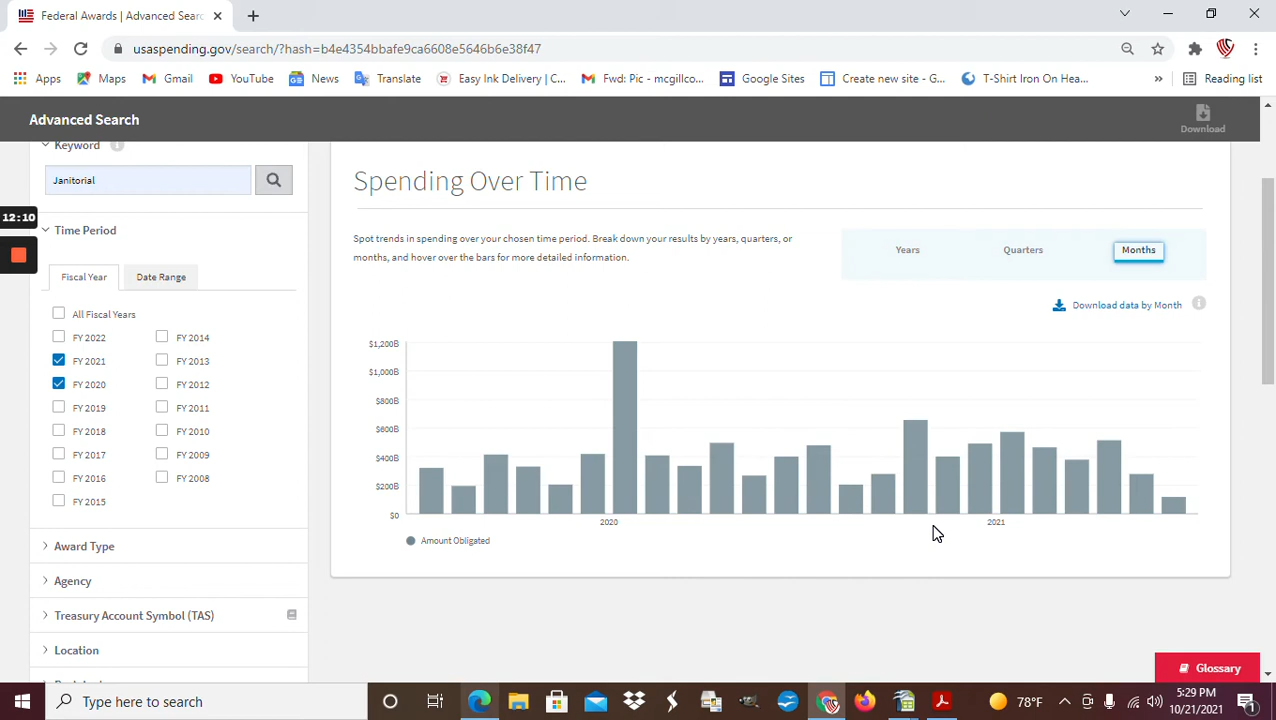 Federal Awards | Advanced Searc
usaspending.gov/search/?hash=b4e4354bbafe9ca6608e5646b6e38f47
Apps Maps Gmail YouTube News Translate Easy Ink Delivery | C... Fwd: Pic - mcgillco... Google Sites Create new site - G... T-Shirt Iron On Hea... » Reading list
Advanced Search
Download
Keyword
Janitorial
12:10
Time Period
Fiscal Year Date Range
All Fiscal Years
FY 2022 FY 2014
FY 2021 FY 2013
FY 2020 FY 2012
FY 2019 FY 2011
FY 2018 FY 2010
FY 2017 FY 2009
FY 2016 FY 2008
FY 2015
Award Type
Agency
Treasury Account Symbol (TAS)
Location
Spending Over Time
Spot trends in spending over your chosen time period. Break down your results by years, quarters, or
months, and hover over the bars for more detailed information.
Years Quarters Months
Download data by Month
$1,200B
$1,000B
$800B
$600B
$400B
$200B
$0
2020 2021
Amount Obligated
Glossary
Type here to search
78°F
5:29 PM
10/21/2021
1